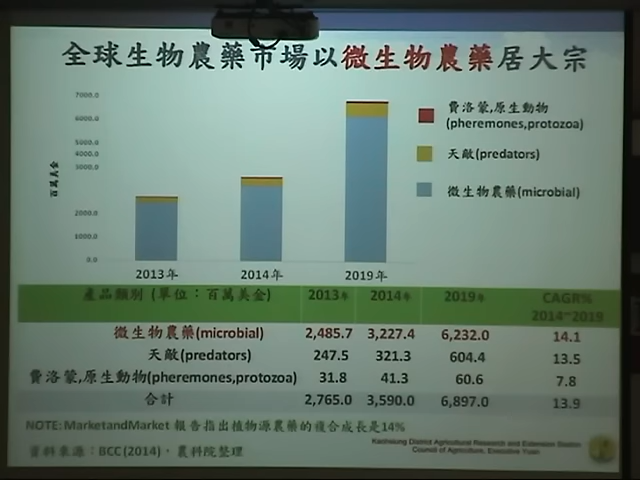 全球生物農藥市場以微生物農藥居大宗
百萬美金
7000.0
6000.0
5000.0
4000.0
3000.0
2000.0
1000.0
0.0
2013年 2014年 2019年
費洛蒙,原生動物
(pheremones,protozoa)
天敵(predators)
微生物農藥(microbial)
產品類別 (單位：百萬美金) 2013年 2014年 2019年 CAGR%
2014~2019
微生物農藥(microbial) 2,485.7 3,227.4 6,232.0 14.1
天敵(predators) 247.5 321.3 604.4 13.5
費洛蒙,原生動物(pheremones,protozoa) 31.8 41.3 60.6 7.8
合計 2,765.0 3,590.0 6,897.0 13.9
NOTE: MarketandMarket 報告指出植物源農藥的複合成長是14%
資料來源：BCC(2014)，農科院整理
Kaohsiung District Agricultural Research and Extension Station
Council of Agriculture, Executive Yuan